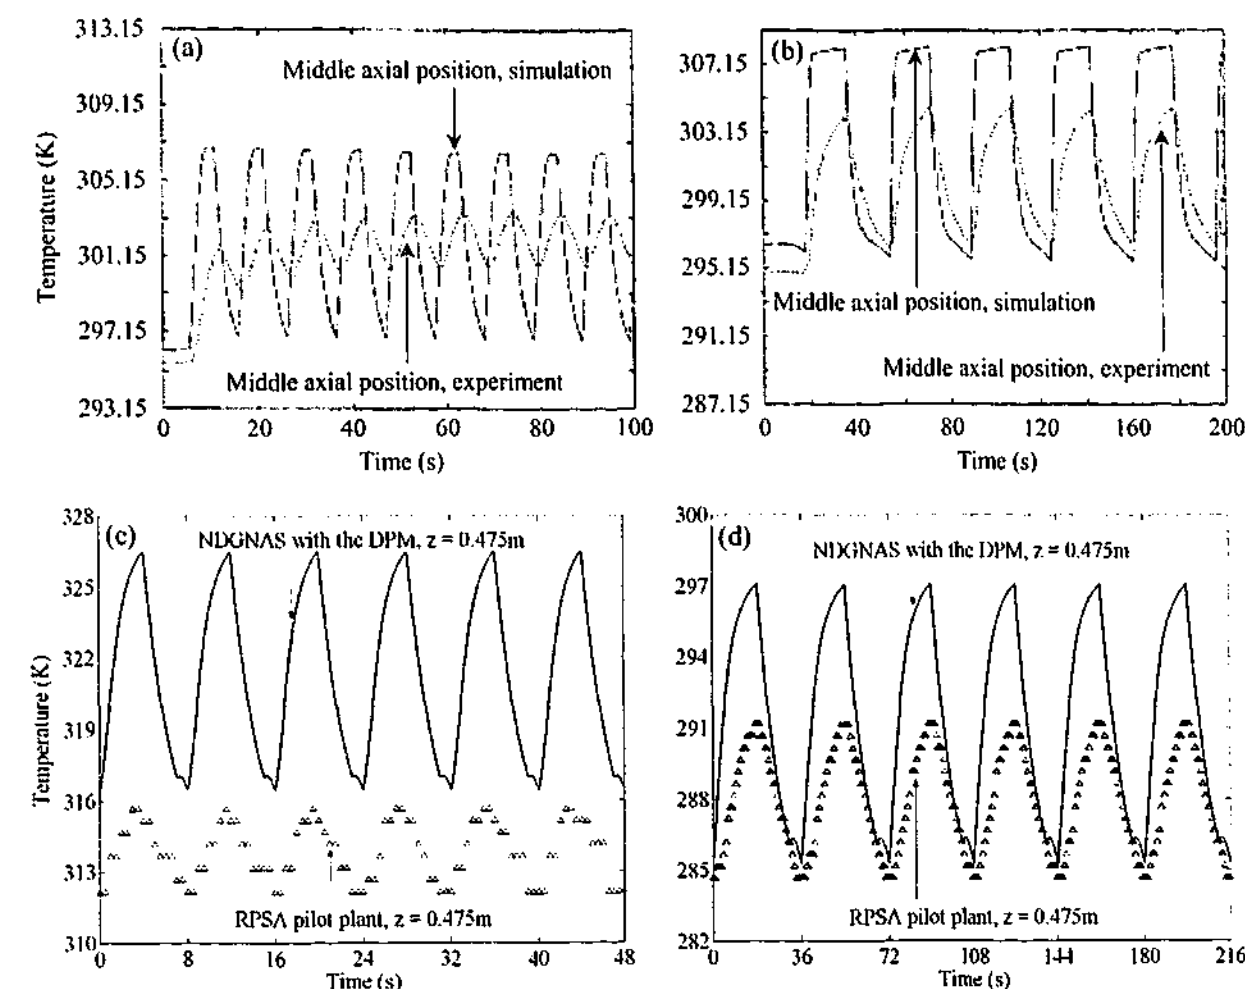 (a)
Middle axial position, simulation
Middle axial position, experiment
Temperature (K)
313.15
309.15
305.15
301.15
297.15
293.15
0 20 40 60 80 100
Time (s)
(b)
Middle axial position, simulation
Middle axial position, experiment
307.15
303.15
299.15
295.15
291.15
287.15
0 40 80 120 160 200
Time (s)
(c)
NDGNAS with the DPM, z = 0.475m
RPSA pilot plant, z = 0.475m
Temperature (K)
328
325
322
319
316
313
310
0 8 16 24 32 40 48
Time (s)
(d)
NDGNAS with the DPM, z = 0.475m
RPSA pilot plant, z = 0.475m
300
297
294
291
288
285
282
0 36 72 108 144 180 216
Time (s)